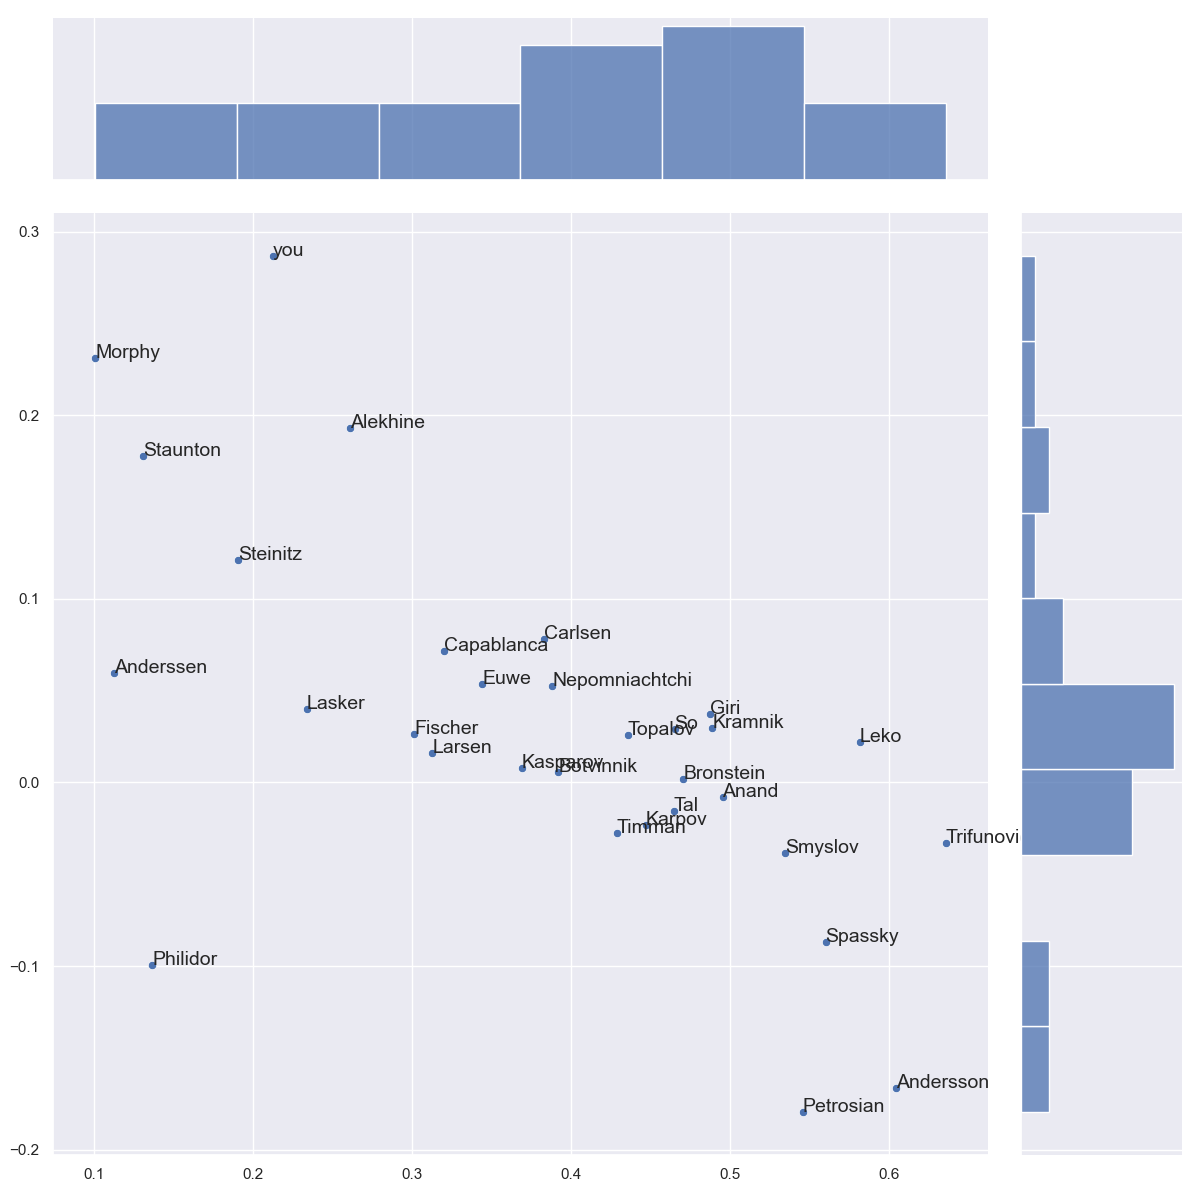 0.3
you
Morphy
0.2
Alekhine
Staunton
Steinitz
0.1
Carlsen
Capablanca
Anderssen
Euwe
Nepomniachtchi
Lasker
Giri
So
Kramnik
Fischer
Topalov
Leko
Larsen
Kasparov
Botvinnik
0.0
Bronstein
Anand
Tal
Karpov
Timman
Trifunovi
Smyslov
Spassky
Philidor
−0.1
Andersson
Petrosian
−0.2
0.1 0.2 0.3 0.4 0.5 0.6